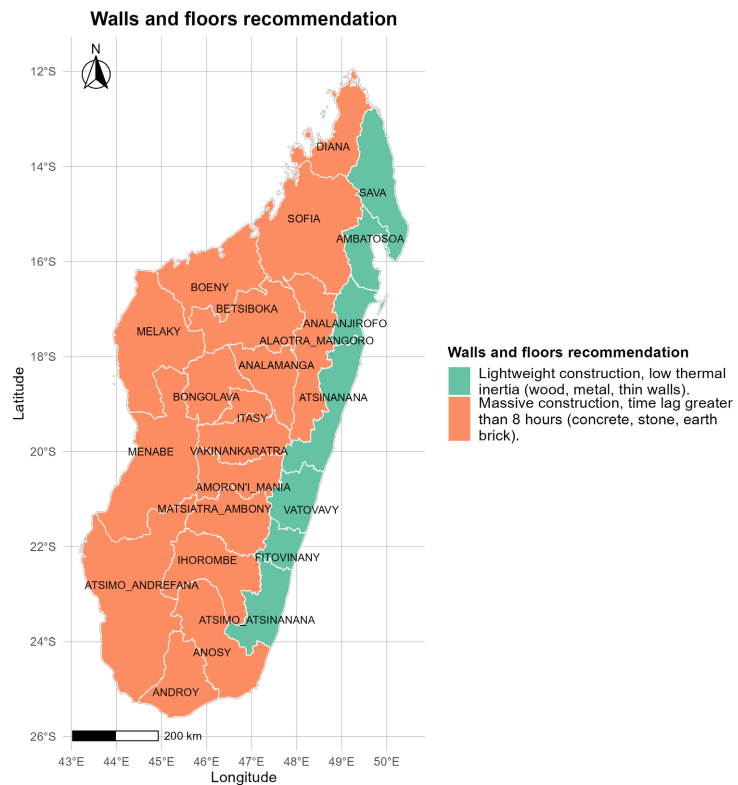 Walls and floors recommendation
N
12°S
14°S
16°S
18°S
20°S
22°S
24°S
26°S
Latitude
DIANA
SAVA
SOFIA
AMBATOSOA
BOENY
BETSIBOKA
ANALANJIROFO
MELAKY
ALAOTRA_MANGORO
ANALAMANGA
BONGOLAVA
ATSINANANA
ITASY
MENABE
VAKINANKARATRA
AMORON'I_MANIA
MATSIATRA_AMBONY
VATOVAVY
FITOVINANY
IHOROMBE
ATSIMO_ANDREFANA
ATSIMO_ATSINANANA
ANOSY
ANDROY
200 km
43°E 44°E 45°E 46°E 47°E 48°E 49°E 50°E
Longitude
Walls and floors recommendation
Lightweight construction, low thermal
inertia (wood, metal, thin walls).
Massive construction, time lag greater
than 8 hours (concrete, stone, earth
brick).